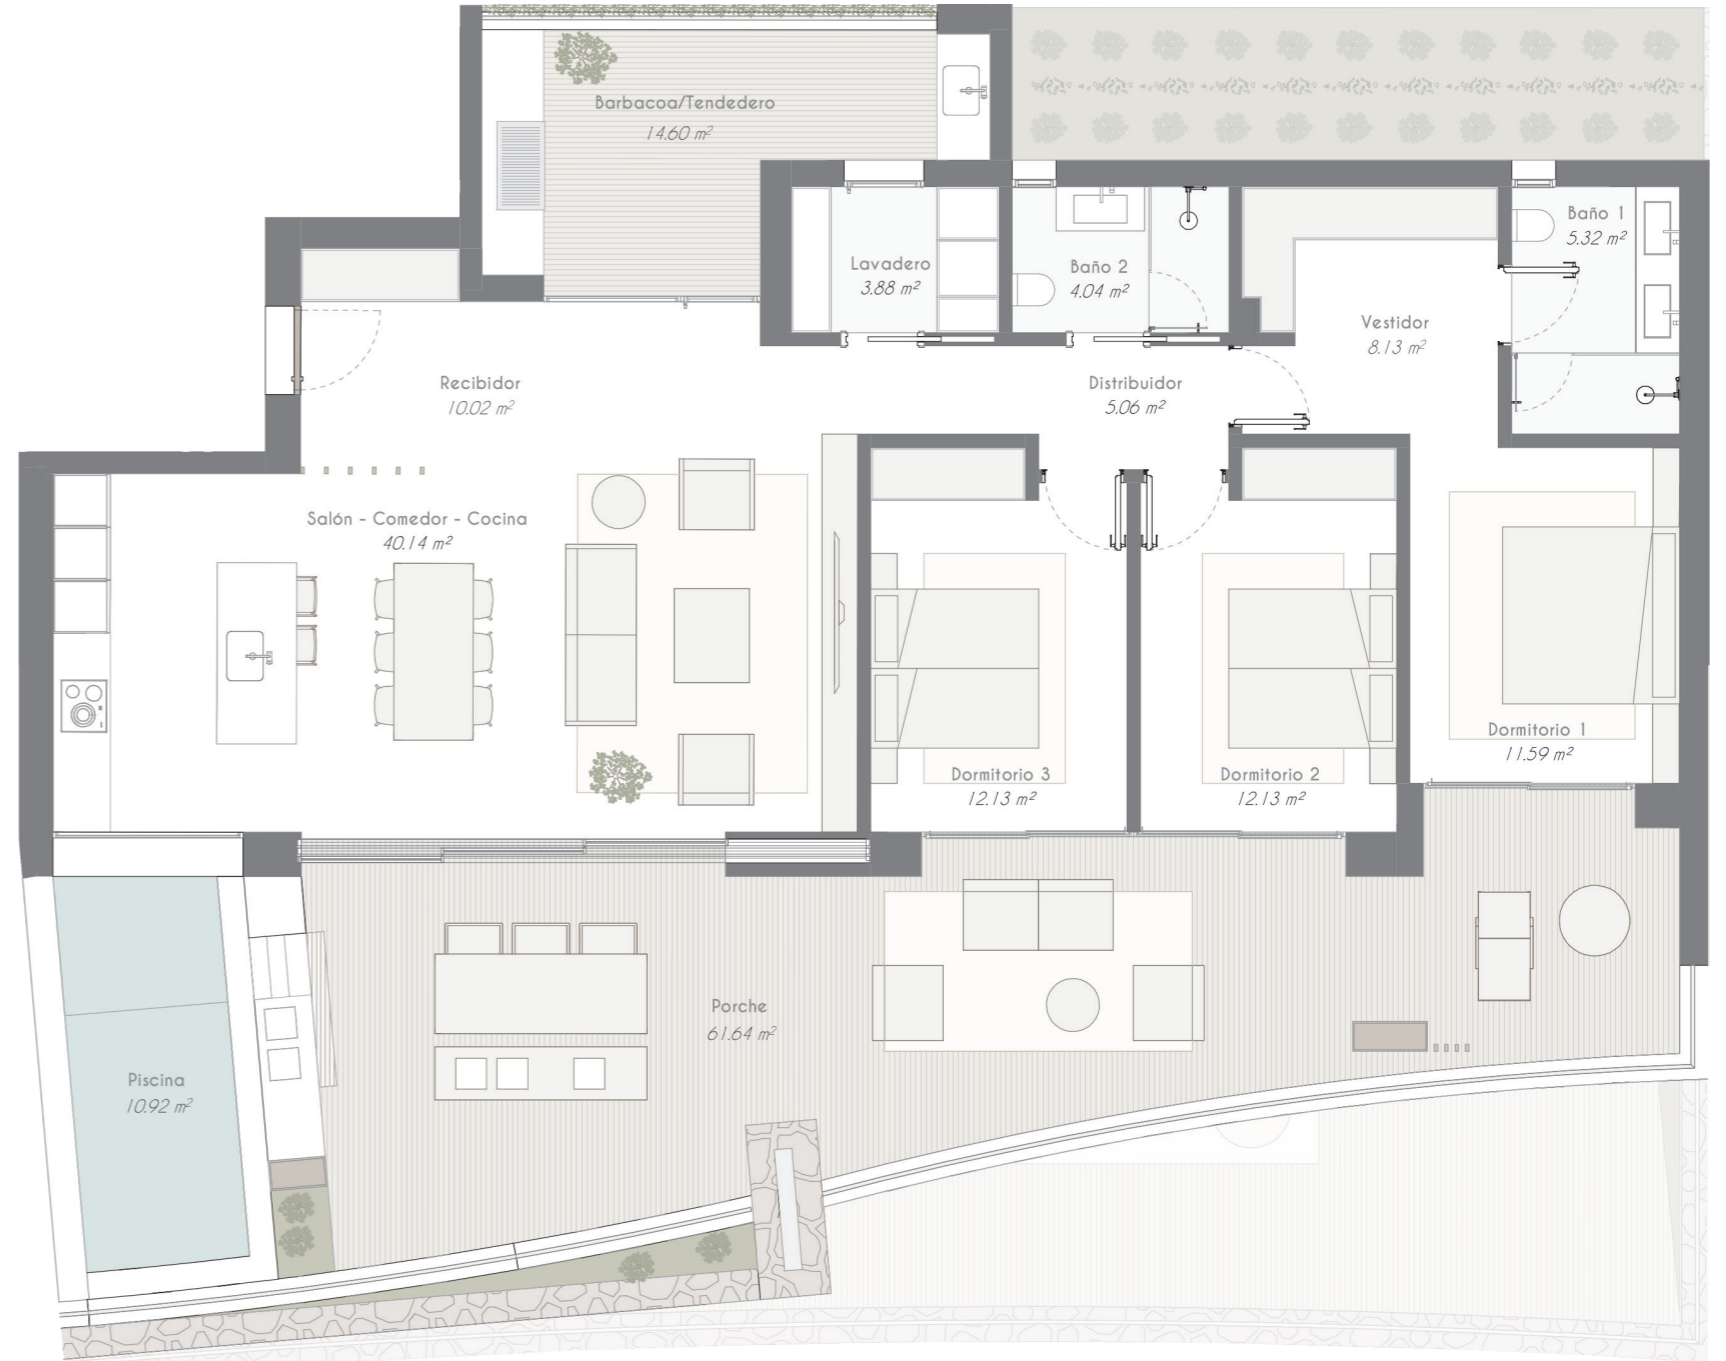 Barbacoa/Tendedero
14.60 m²
Baño 1
5.32 m²
Lavadero
3.88 m²
Baño 2
4.04 m²
Vestidor
8.13 m²
Recibidor
10.02 m²
Distribuidor
5.06 m²
Salón - Comedor - Cocina
40.14 m²
Dormitorio 1
11.59 m²
Dormitorio 3
12.13 m²
Dormitorio 2
12.13 m²
Porche
61.64 m²
Piscina
10.92 m²